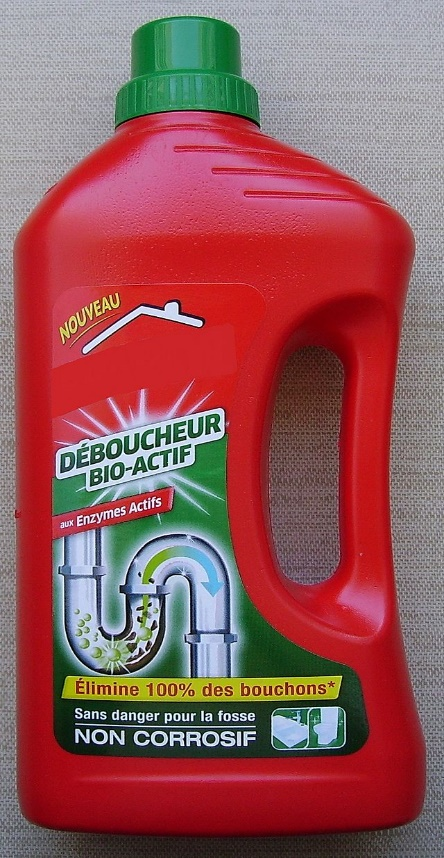 NOUVEAU
DÉBOUCHEUR
BIO-ACTIF
aux Enzymes Actifs
Élimine 100% des bouchons*
Sans danger pour la fosse
NON CORROSIF